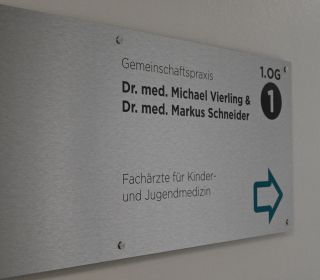 Gemeinschaftspraxis
Dr. med. Michael Vierling &
Dr. med. Markus Schneider
1.OG
1
Fachärzte für Kinder-
und Jugendmedizin